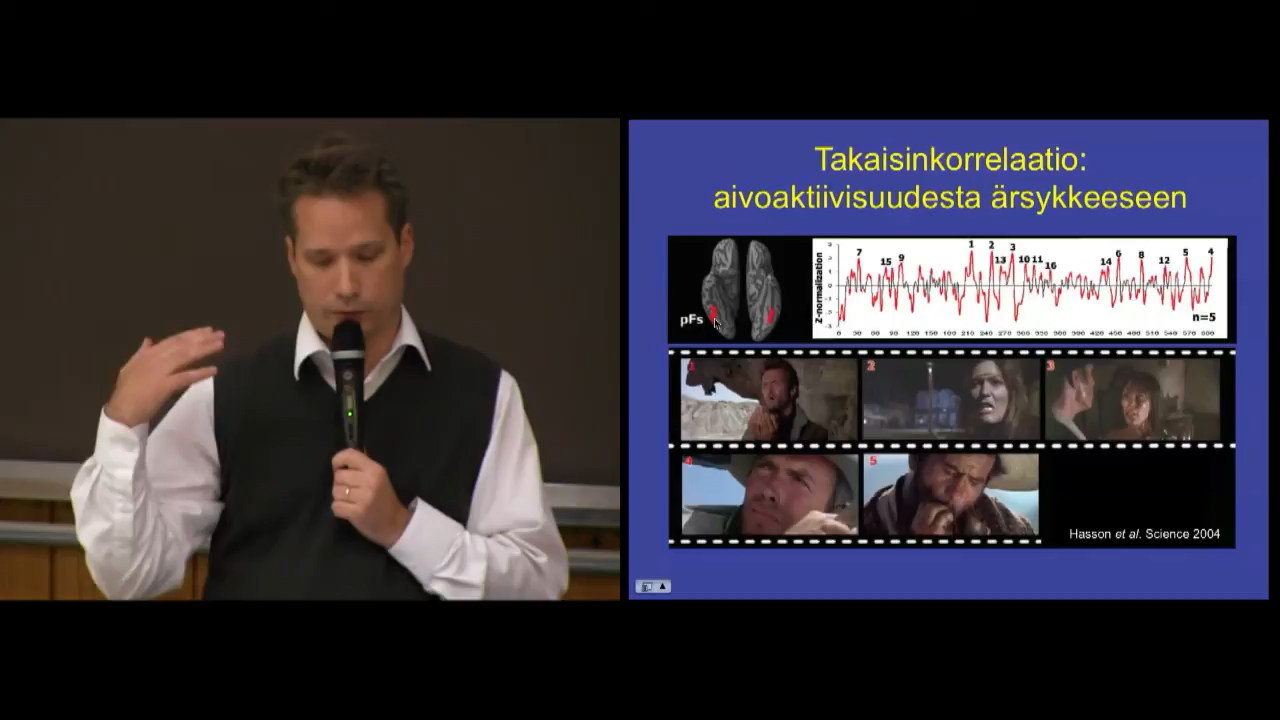 Takaisinkorrelaatio:
aivoaktiivisuudesta ärsykkeeseen
pFs
Z-normalization
7 15 9 1 2 13 3 10 11 16 14 6 8 12 5 4
n=5
1
2
3
4
5
Hasson et al. Science 2004